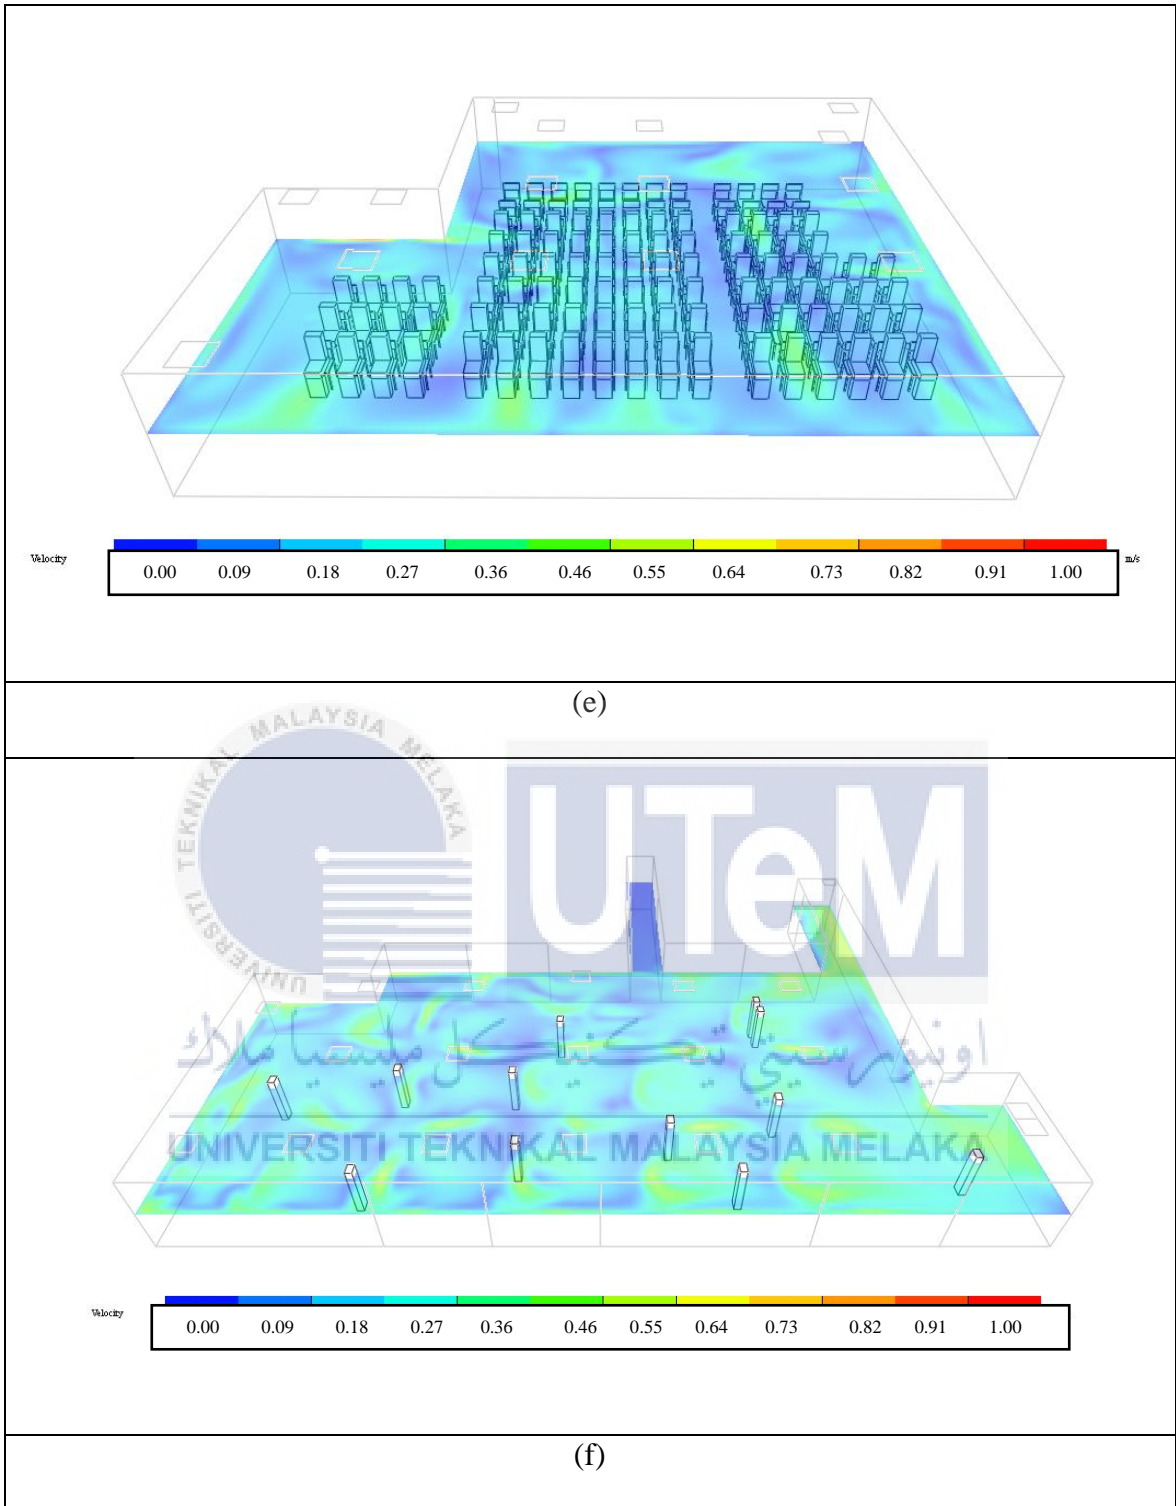 Velocity
m/s
0.00 0.09 0.18 0.27 0.36 0.46 0.55 0.64 0.73 0.82 0.91 1.00
(e)
UNIVERSITI TEKNIKAL MALAYSIA MELAKA
UTeM
اونيۏرسيتي تيكنيكل مليسيا ملاك
UNIVERSITI TEKNIKAL MALAYSIA MELAKA
Velocity
0.00 0.09 0.18 0.27 0.36 0.46 0.55 0.64 0.73 0.82 0.91 1.00
(f)